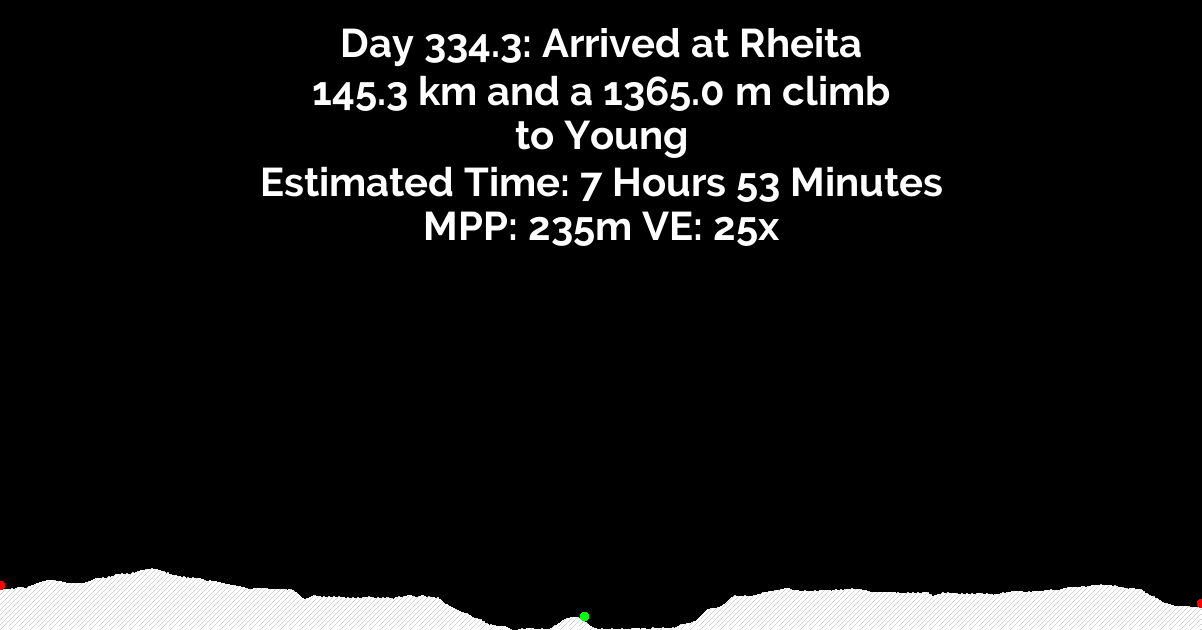 Day 334.3: Arrived at Rheita
145.3 km and a 1365.0 m climb
to Young
Estimated Time: 7 Hours 53 Minutes
MPP: 235m VE: 25x